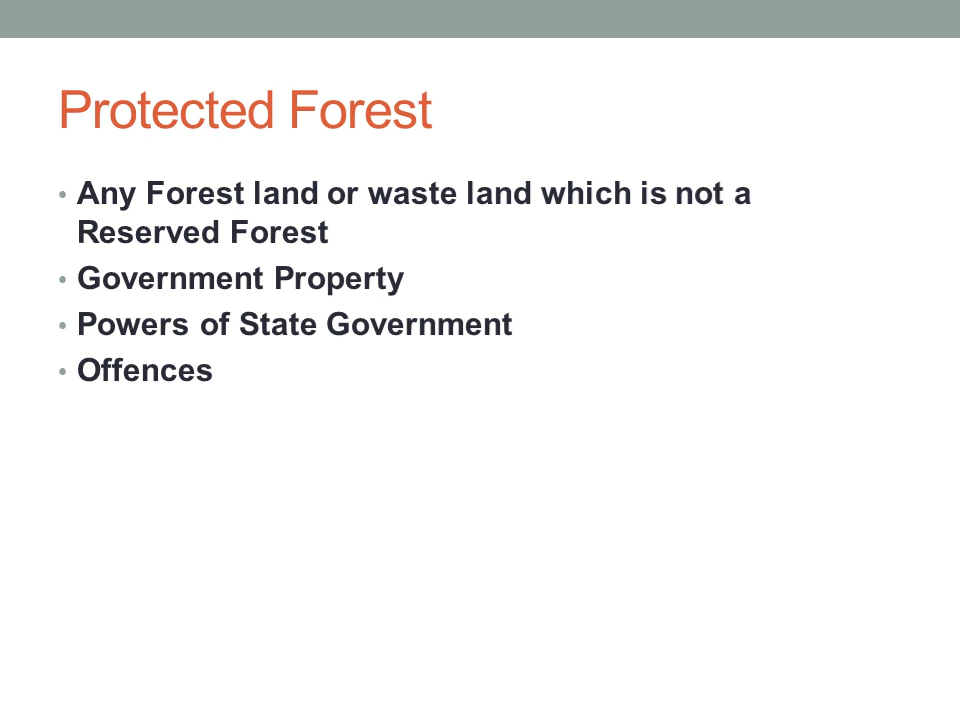 Protected Forest
• Any Forest land or waste land which is not a
Reserved Forest
• Government Property
• Powers of State Government
• Offences